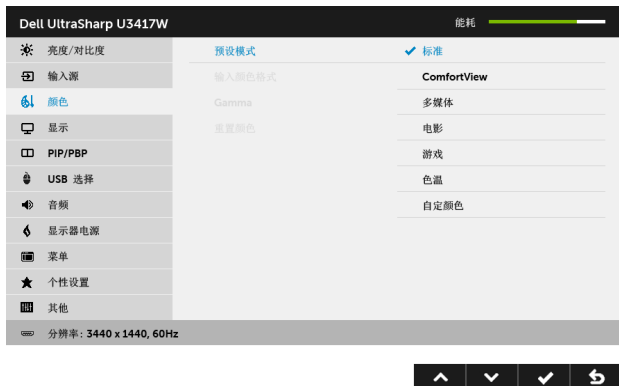 Dell UltraSharp U3417W 能耗
亮度/对比度 预设模式 标准
输入源 输入颜色格式 ComfortView
颜色 Gamma 多媒体
显示 重置颜色 电影
PIP/PBP 游戏
USB 选择 色温
音频 自定颜色
显示器电源
菜单
个性设置
其他
分辨率: 3440 x 1440, 60Hz